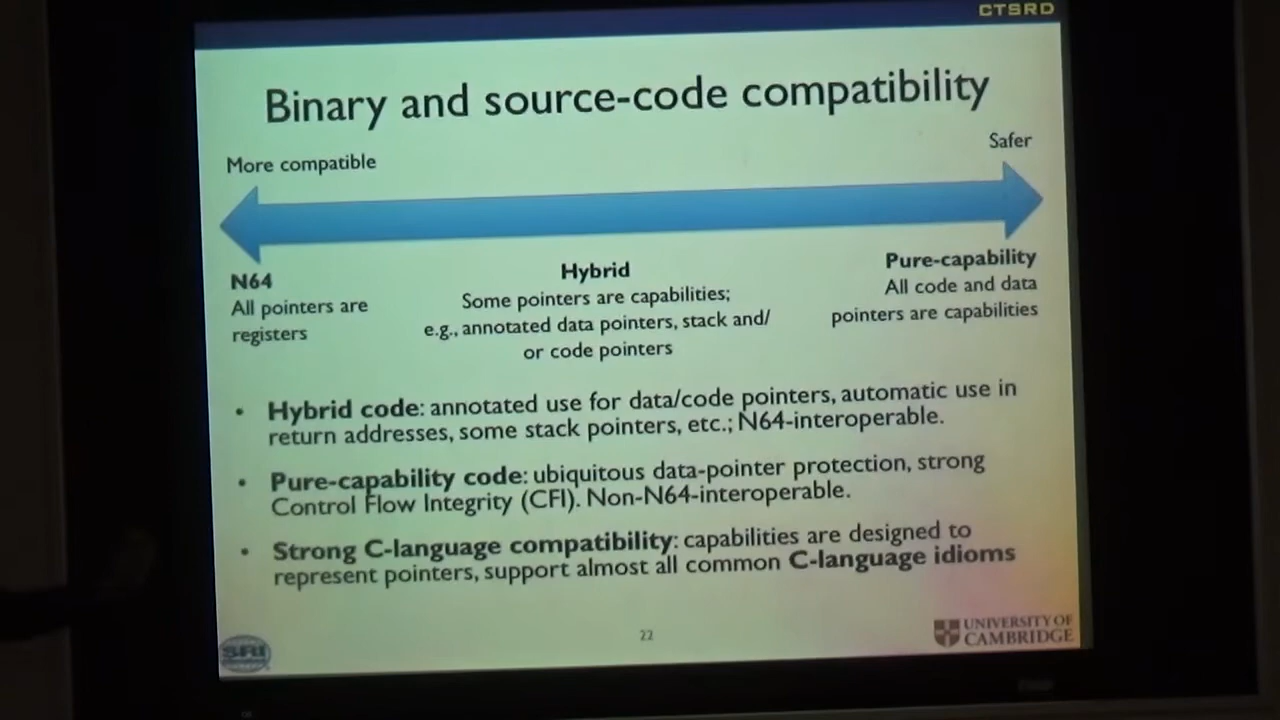 CTSRD
Binary and source-code compatibility
More compatible
Safer
N64
All pointers are
registers
Hybrid
Some pointers are capabilities;
e.g., annotated data pointers, stack and/
or code pointers
Pure-capability
All code and data
pointers are capabilities
• Hybrid code: annotated use for data/code pointers, automatic use in
return addresses, some stack pointers, etc.; N64-interoperable.
• Pure-capability code: ubiquitous data-pointer protection, strong
Control Flow Integrity (CFI). Non-N64-interoperable.
• Strong C-language compatibility: capabilities are designed to
represent pointers, support almost all common C-language idioms
SRI
22
UNIVERSITY OF
CAMBRIDGE